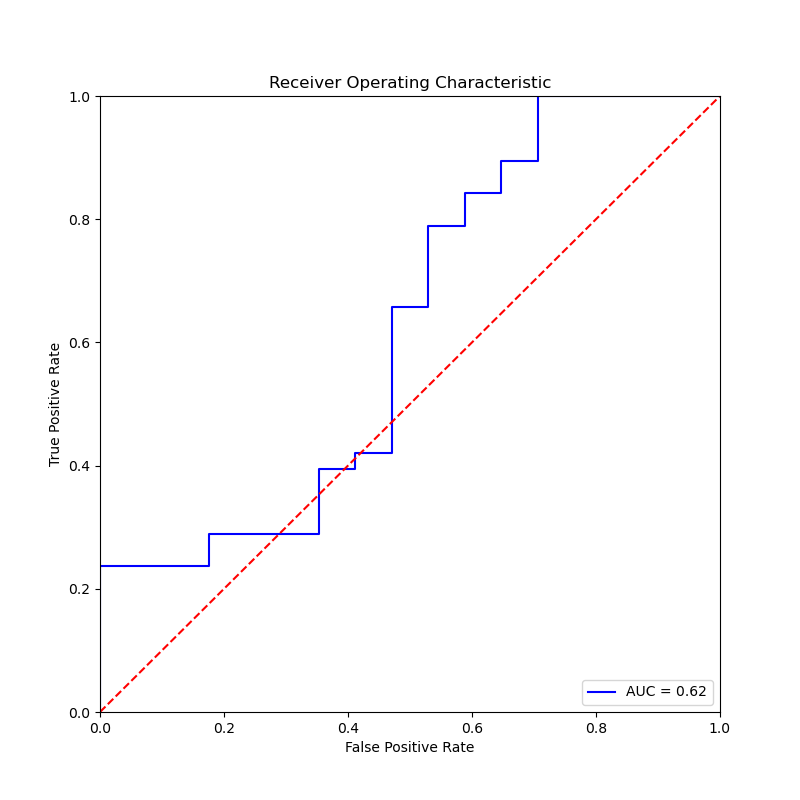 Receiver Operating Characteristic
1.0
0.8
0.6
0.4
0.2
0.0
True Positive Rate
AUC = 0.62
0.0 0.2 0.4 0.6 0.8 1.0
False Positive Rate